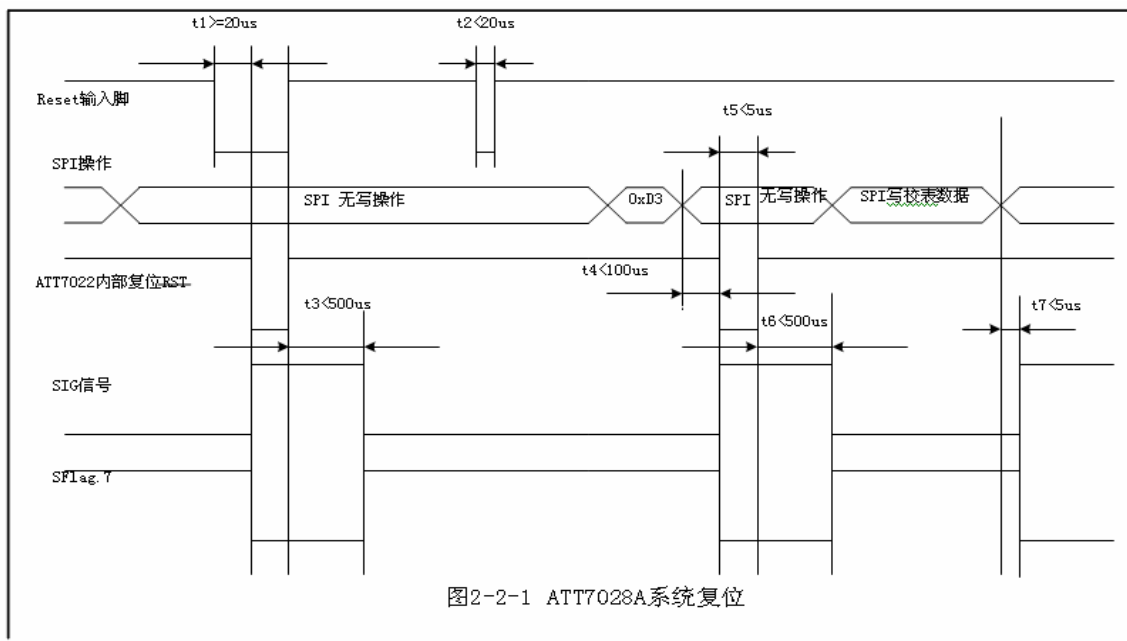 t1>=20us
t2<20us
Reset输入脚
t5<5us
SPI操作
SPI 无写操作
0xD3
SPI 无写操作
SPI写校表数据
ATT7022内部复位RST
t4<100us
t3<500us
t6<500us
t7<5us
SIG信号
SFlag.7
图2-2-1 ATT7028A系统复位